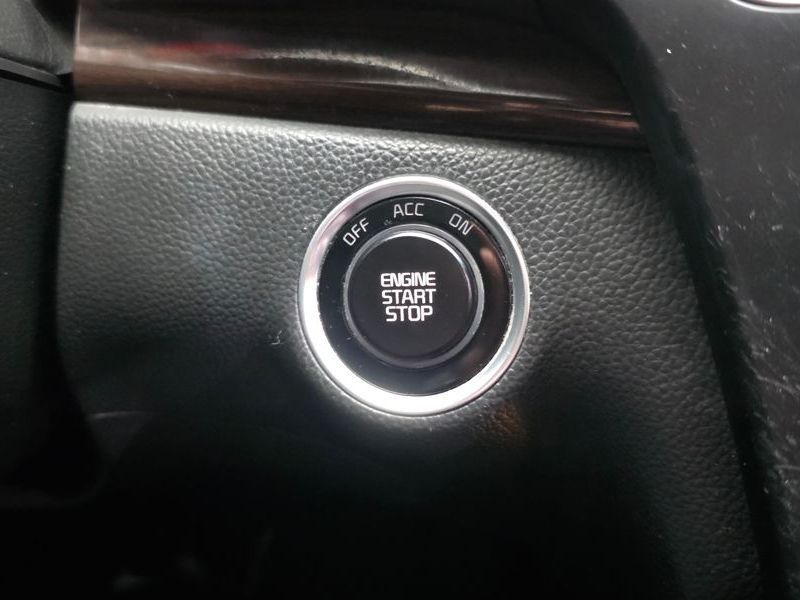 OFF ACC ON
ENGINE
START
STOP